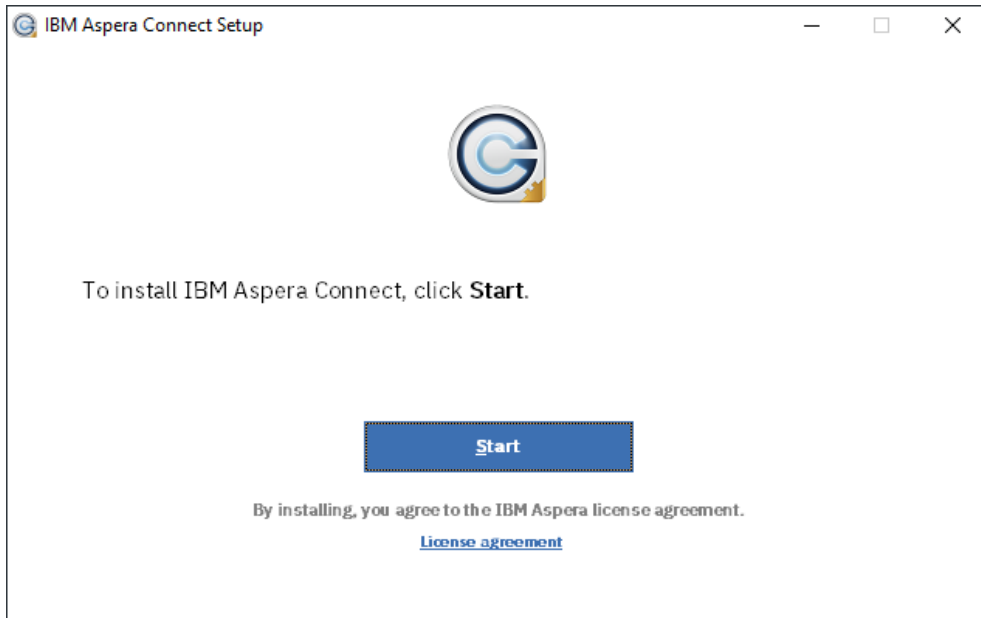 IBM Aspera Connect Setup
To install IBM Aspera Connect, click Start.
Start
By installing, you agree to the IBM Aspera license agreement.
License agreement